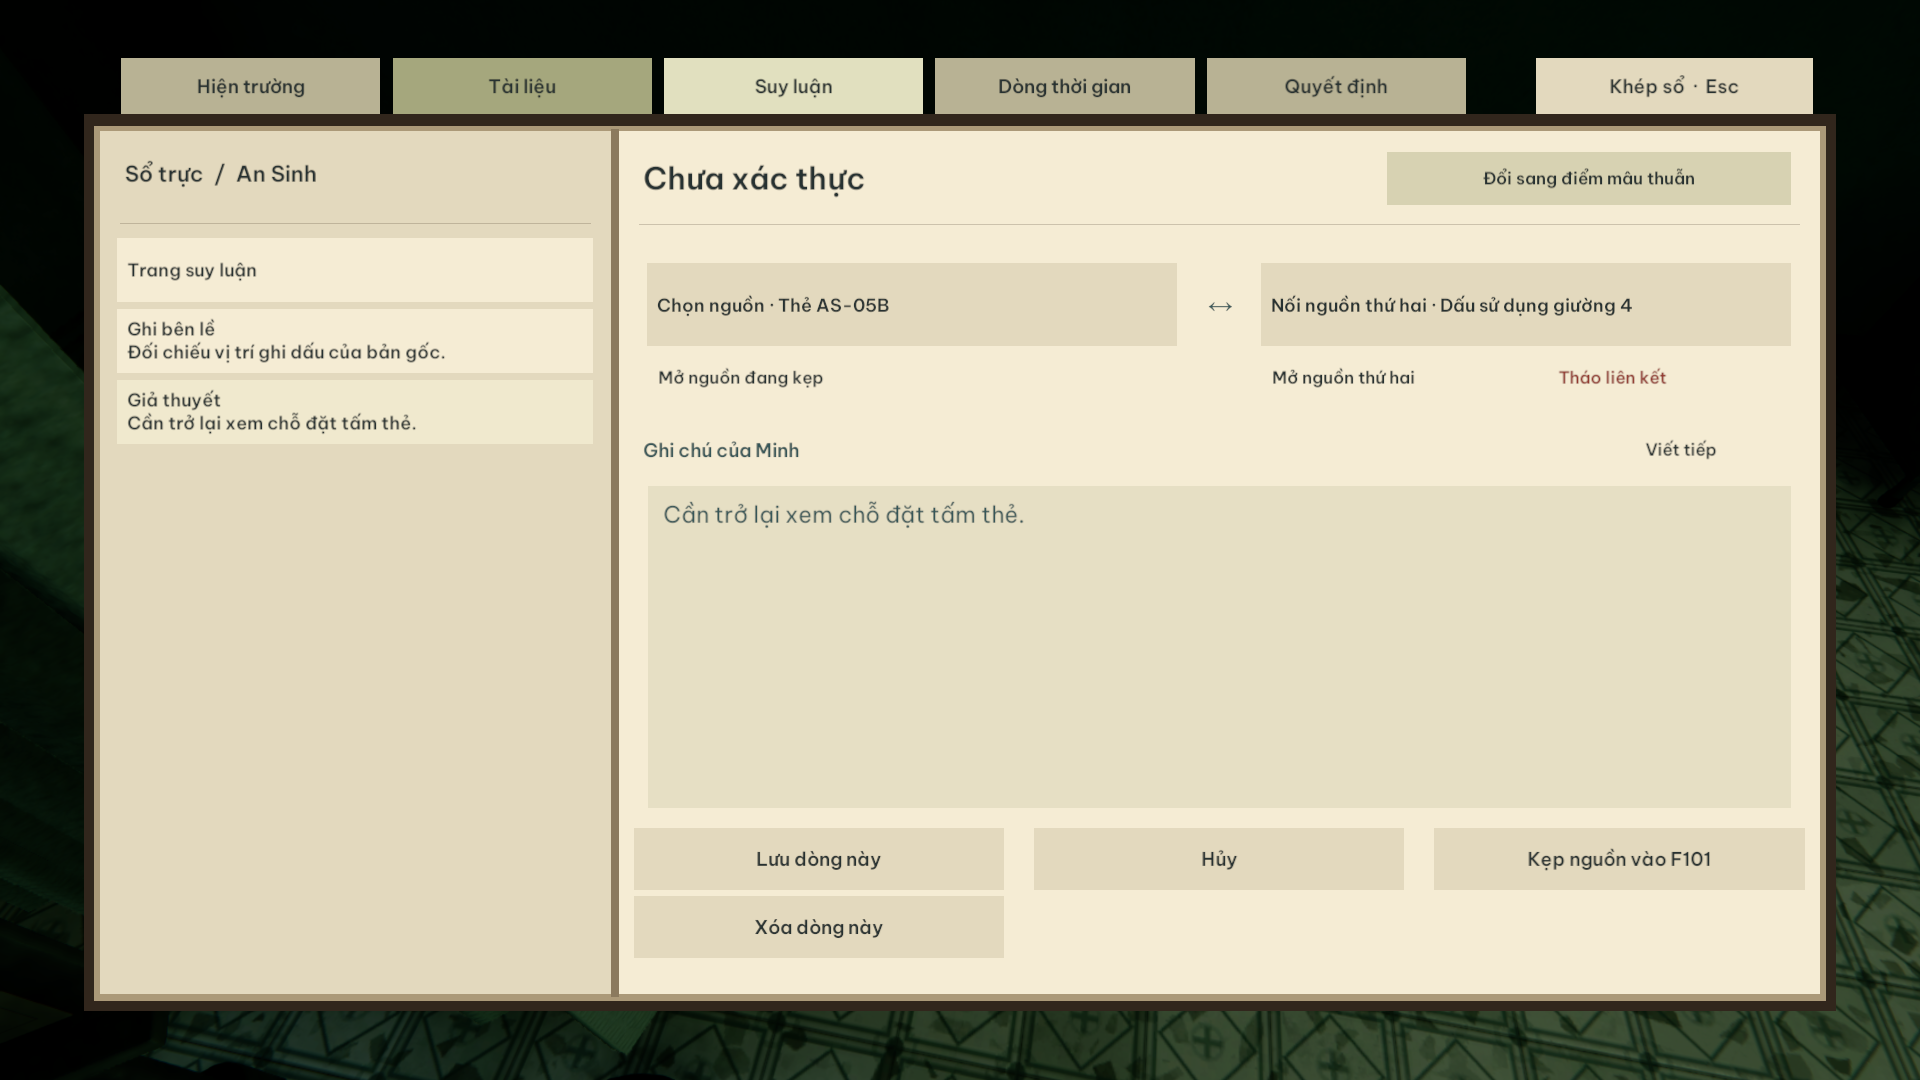 Hiện trường
Tài liệu
Suy luận
Dòng thời gian
Quyết định
Khép sổ · Esc
Sổ trực / An Sinh
Trang suy luận
Ghi bên lề
Đối chiếu vị trí ghi dấu của bản gốc.
Giả thuyết
Cần trở lại xem chỗ đặt tấm thẻ.
Chưa xác thực
Đổi sang điểm mâu thuẫn
Chọn nguồn · Thẻ AS-05B
↔
Nối nguồn thứ hai · Dấu sử dụng giường 4
Mở nguồn đang kẹp
Mở nguồn thứ hai
Tháo liên kết
Ghi chú của Minh
Viết tiếp
Cần trở lại xem chỗ đặt tấm thẻ.
Lưu dòng này
Hủy
Kẹp nguồn vào F101
Xóa dòng này